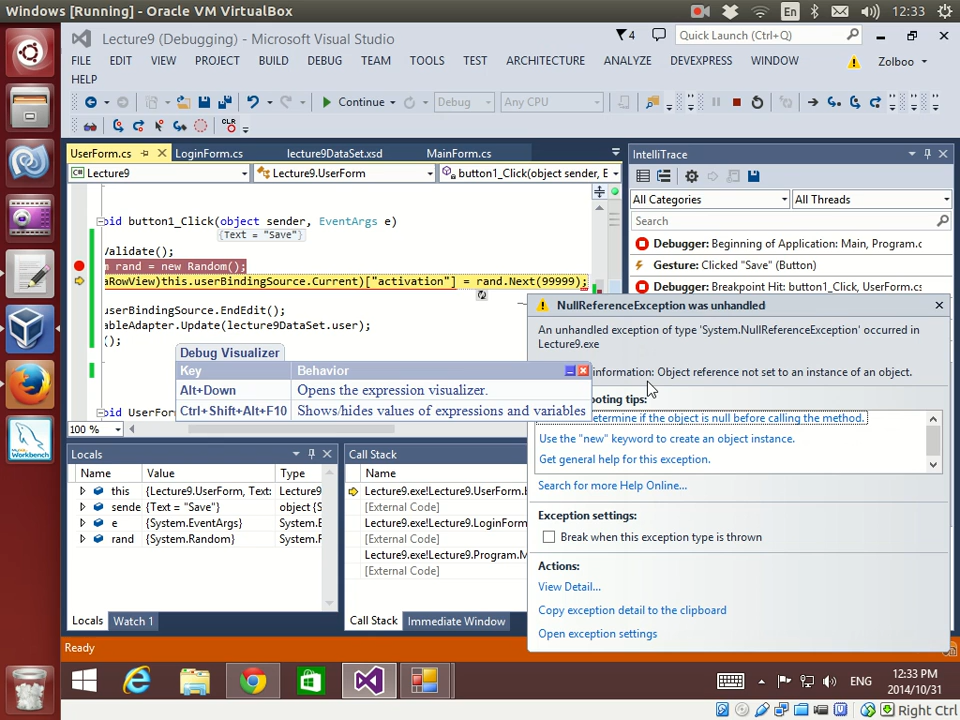 Windows [Running] - Oracle VM VirtualBox
En
12:33
Lecture9 (Debugging) - Microsoft Visual Studio
4
Quick Launch (Ctrl+Q)
FILE EDIT VIEW PROJECT BUILD DEBUG TEAM TOOLS TEST ARCHITECTURE ANALYZE DEVEXPRESS WINDOW
Zolboo
HELP
Continue
Debug
Any CPU
CLR
UserForm.cs
LoginForm.cs
lecture9DataSet.xsd
MainForm.cs
Lecture9
Lecture9.UserForm
button1_Click(object sender, E
oid button1_Click(object sender, EventArgs e)
{Text = "Save"}
Validate();
m rand = new Random();
aRowView)this.userBindingSource.Current)["activation"] = rand.Next(99999);
serBindingSource.EndEdit();
ableAdapter.Update(lecture9DataSet.user);
();
oid UserForm
100 %
Debug Visualizer
Key Behavior
Alt+Down Opens the expression visualizer.
Ctrl+Shift+Alt+F10 Shows/hides values of expressions and variables
IntelliTrace
All Categories
All Threads
Search
Debugger: Beginning of Application: Main, Program.c
Gesture: Clicked "Save" (Button)
Debugger: Breakpoint Hit: button1_Click, UserForm.cs
NullReferenceException was unhandled
An unhandled exception of type 'System.NullReferenceException' occurred in
Lecture9.exe
information: Object reference not set to an instance of an object.
ooting tips:
etermine if the object is null before calling the method.
Use the "new" keyword to create an object instance.
Get general help for this exception.
Search for more Help Online...
Exception settings:
Break when this exception type is thrown
Actions:
View Detail...
Copy exception detail to the clipboard
Open exception settings
Locals
Name Value Type
this {Lecture9.UserForm, Text: Lecture9
sende {Text = "Save"} object {S
e {System.EventArgs} System.E
rand {System.Random} System.F
Locals
Watch 1
Call Stack
Name
Lecture9.exe!Lecture9.UserForm.b
[External Code]
Lecture9.exe!Lecture9.LoginForm
[External Code]
Lecture9.exe!Lecture9.Program.M
[External Code]
Call Stack
Immediate Window
Ready
MySQL
Workbench
ENG
12:33 PM
2014/10/31
Right Ctrl